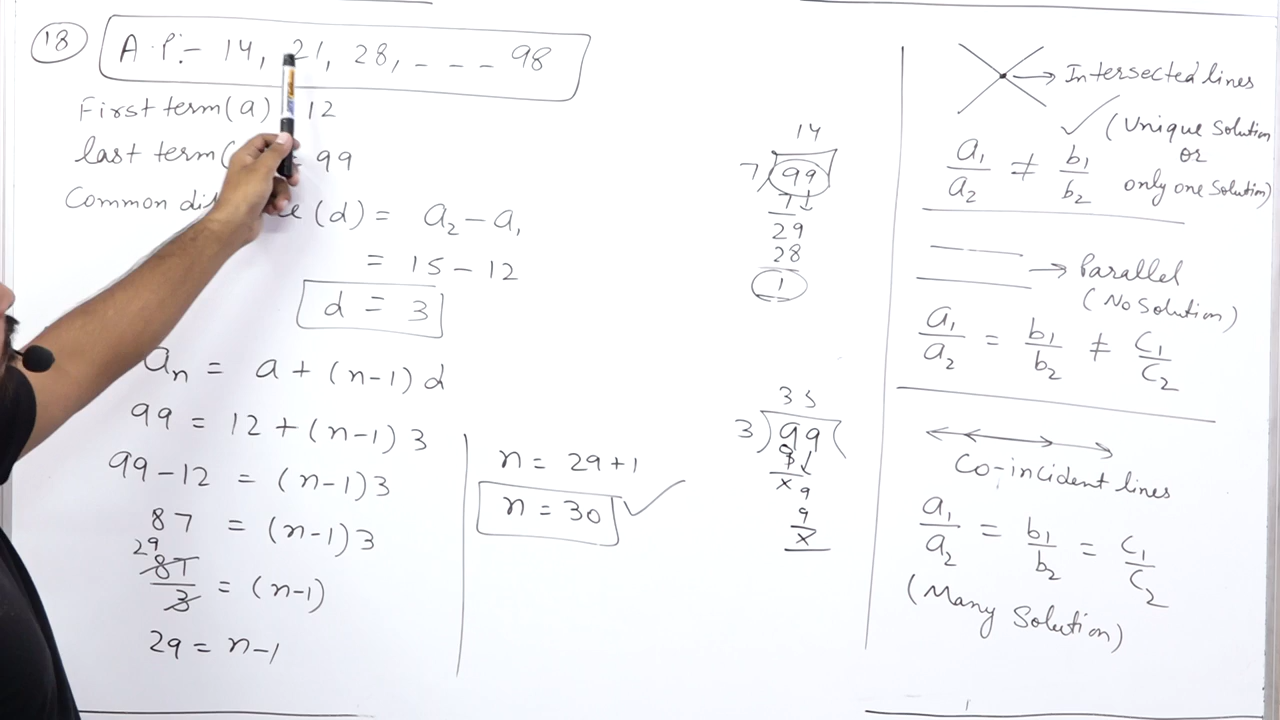 18
A.P:- 14, 21, 28, - - - 98
First term (a) 12
last term ( 99
Common di (d) = a₂ - a₁
= 15 - 12
d = 3
aₙ = a + (n-1) d
99 = 12 + (n-1) 3
99-12 = (n-1)3
87 = (n-1)3
29
87/3 = (n-1)
29 = n-1
n = 29+1
n = 30 ✓
14
7)99
7↓
29
28
1
33
3)99(
9↓
x9
9
x
→ Intersected lines
✓ (Unique Solution
or
only one Solution)
a₁/a₂ ≠ b₁/b₂
→ Parallel
(No Solution)
a₁/a₂ = b₁/b₂ ≠ c₁/c₂
Co-incident lines
a₁/a₂ = b₁/b₂ = c₁/c₂
(Many Solution)